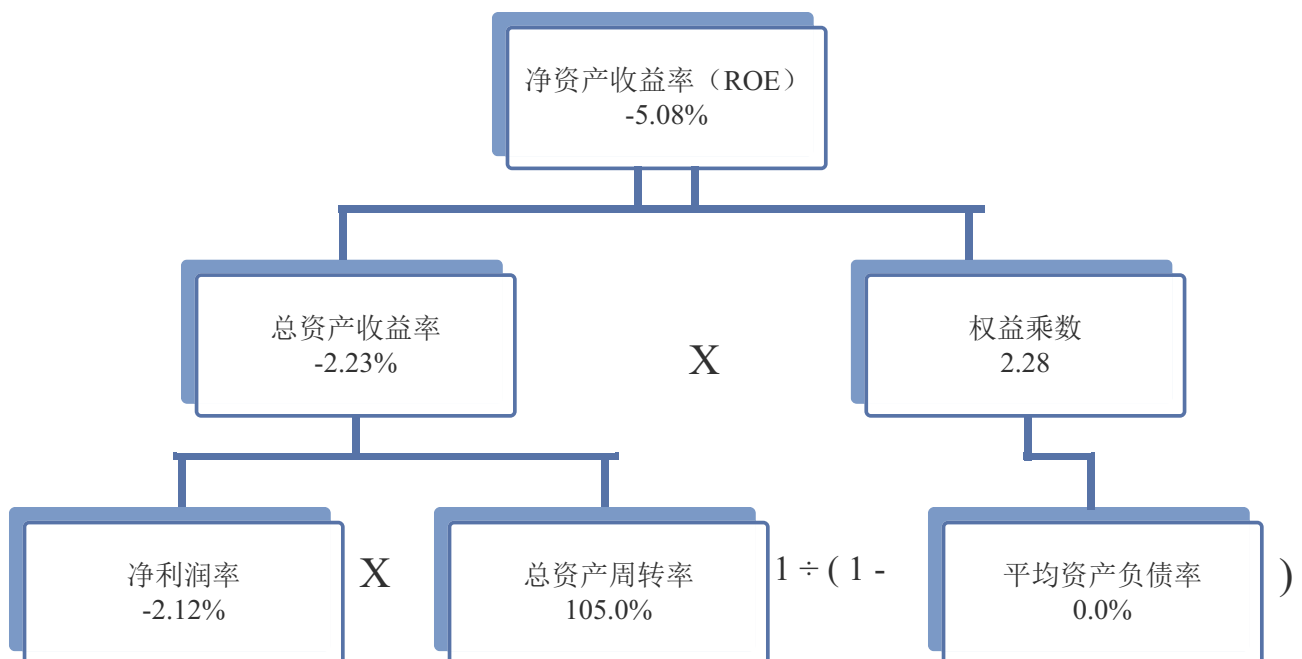 净资产收益率（ROE）
-5.08%
总资产收益率
-2.23%
X
权益乘数
2.28
净利润率
-2.12%
X
总资产周转率
105.0%
1 ÷ ( 1 -
平均资产负债率
0.0%
)